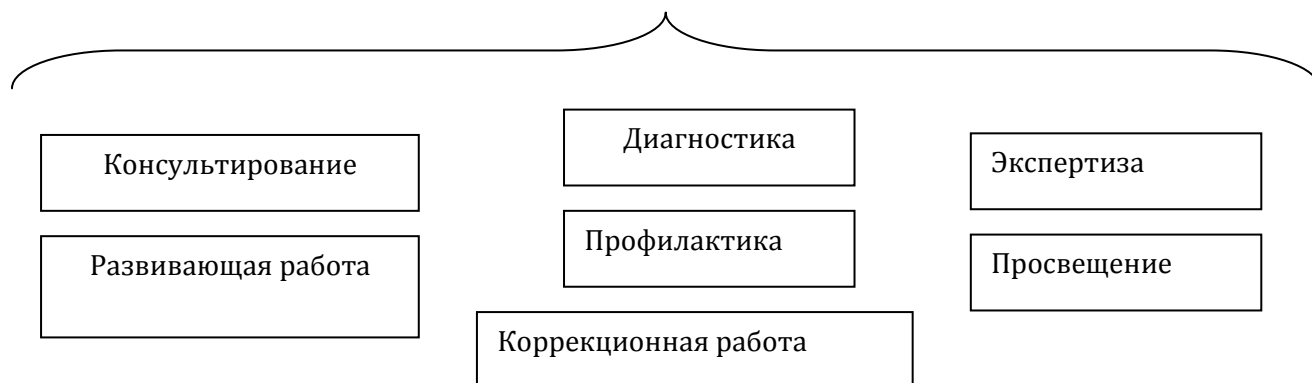 Консультирование
Диагностика
Экспертиза
Развивающая работа
Профилактика
Просвещение
Коррекционная работа